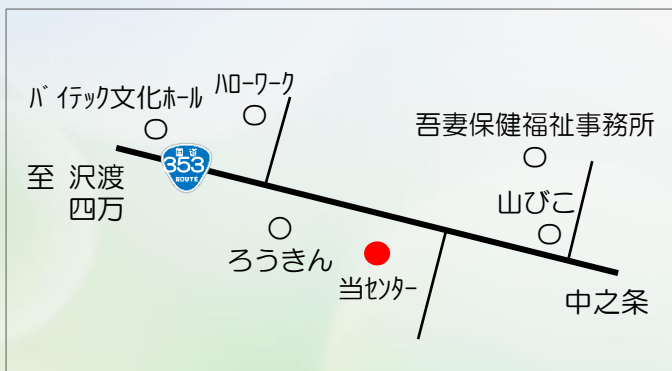 ﾊﾞｲﾃｯｸ文化ﾎｰﾙ
ﾊﾛｰﾜｰｸ
吾妻保健福祉事務所
国道
353
ROUTE
至 沢渡
四万
山びこ
ろうきん
当ｾﾝﾀｰ
中之条